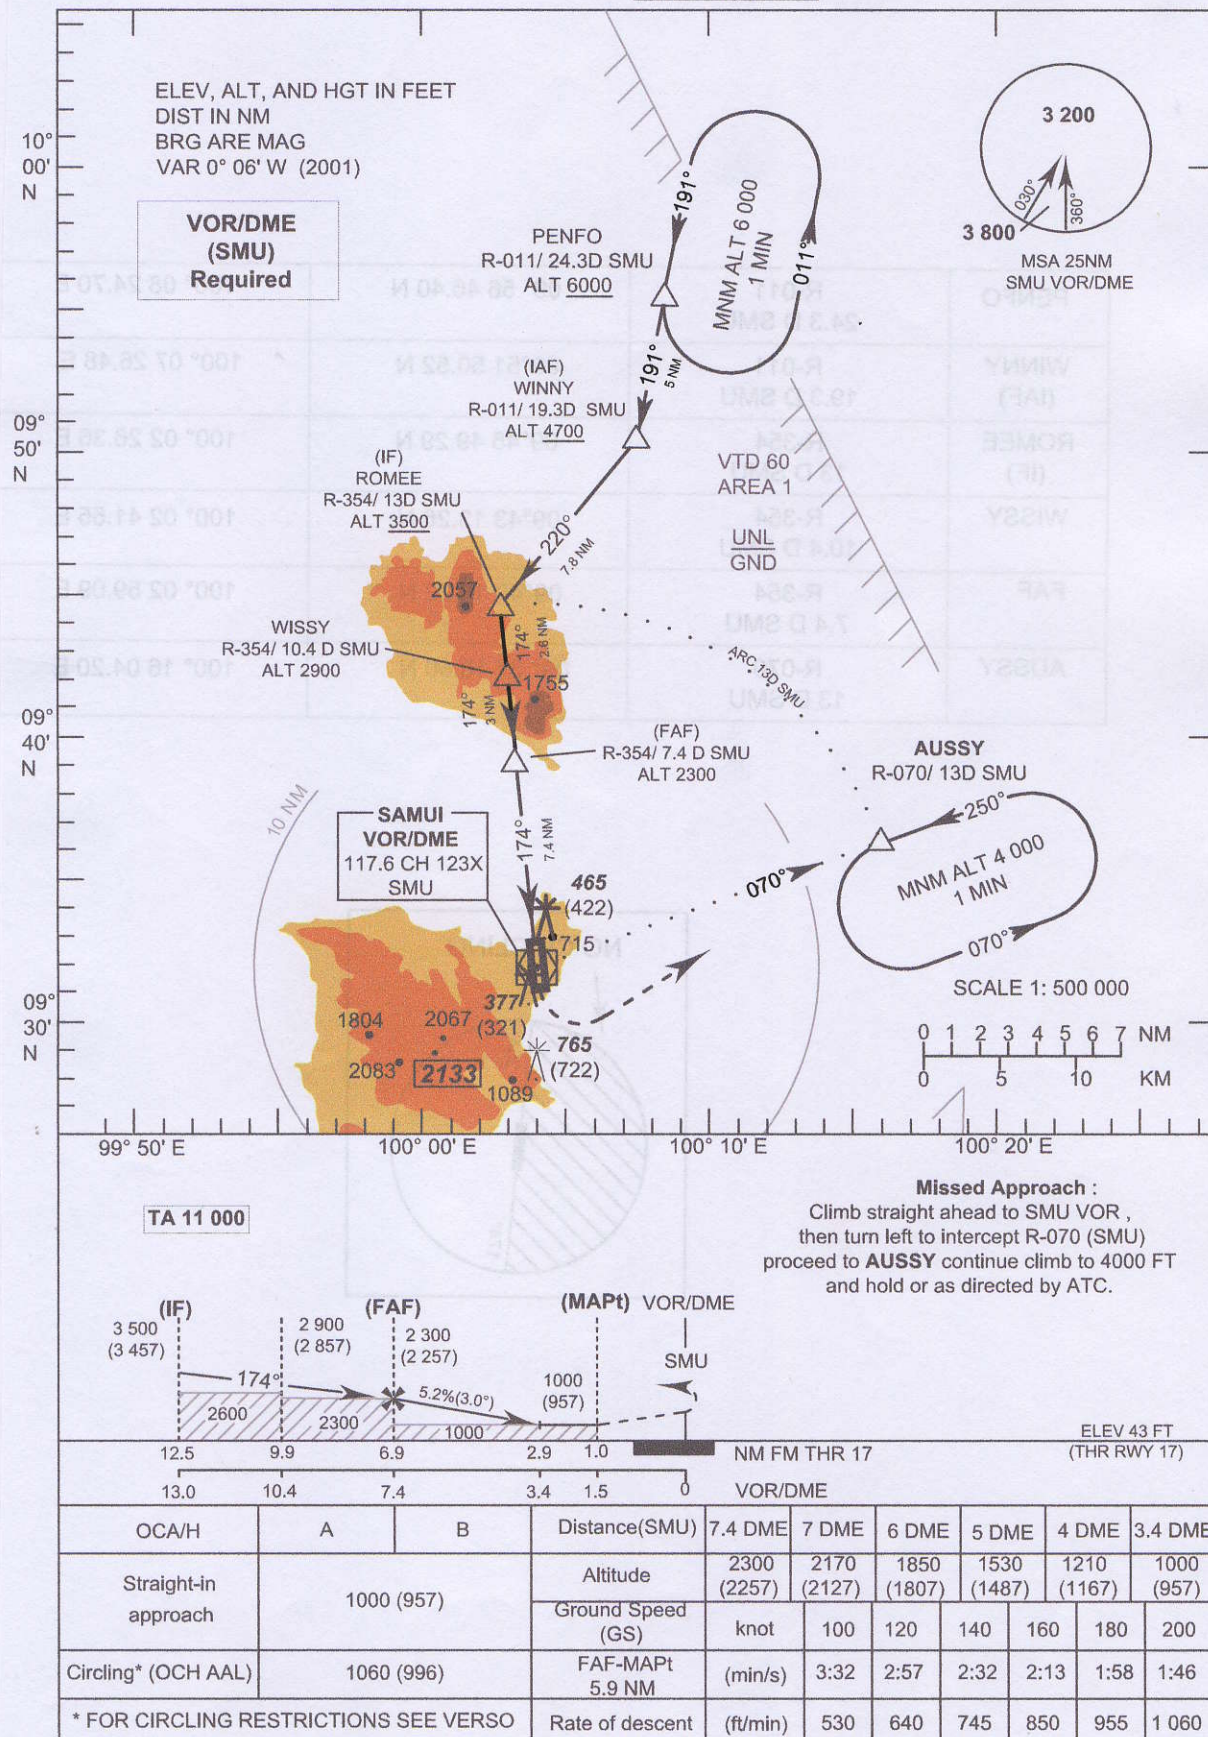 ELEV, ALT, AND HGT IN FEET
DIST IN NM
BRG ARE MAG
VAR 0° 06' W (2001)
VOR/DME
(SMU)
Required
10°
00'
N
09°
50'
N
09°
40'
N
09°
30'
N
3 200
030°
360°
3 800
MSA 25NM
SMU VOR/DME
191°
MNM ALT 6 000
1 MIN
011°
PENFO
R-011/ 24.3D SMU
ALT 6000
191°
5 NM
(IAF)
WINNY
R-011/ 19.3D SMU
ALT 4700
220°
7.8 NM
VTD 60
AREA 1
UNL
GND
(IF)
ROMEE
R-354/ 13D SMU
ALT 3500
2057
174°
2.6 NM
WISSY
R-354/ 10.4 D SMU
ALT 2900
1755
174°
3 NM
ARC 13D SMU
(FAF)
R-354/ 7.4 D SMU
ALT 2300
AUSSY
R-070/ 13D SMU
250°
MNM ALT 4 000
1 MIN
070°
10 NM
SAMUI
VOR/DME
117.6 CH 123X
SMU
174°
7.4 NM
465
(422)
715
070°
377
(321)
765
(722)
1804
2067
2083
2133
1089
SCALE 1: 500 000
0 1 2 3 4 5 6 7 NM
0 5 10 KM
99° 50' E
100° 00' E
100° 10' E
100° 20' E
TA 11 000
Missed Approach :
Climb straight ahead to SMU VOR ,
then turn left to intercept R-070 (SMU)
proceed to AUSSY continue climb to 4000 FT
and hold or as directed by ATC.
(IF)
(FAF)
(MAPt) VOR/DME
3 500
(3 457)
2 900
(2 857)
2 300
(2 257)
1000
(957)
SMU
174°
5.2%(3.0°)
2600
2300
1000
ELEV 43 FT
(THR RWY 17)
12.5 9.9 6.9 2.9 1.0 NM FM THR 17
13.0 10.4 7.4 3.4 1.5 0 VOR/DME
OCA/H A B
Straight-in
approach
1000 (957)
Circling* (OCH AAL) 1060 (996)
* FOR CIRCLING RESTRICTIONS SEE VERSO
Distance(SMU) 7.4 DME 7 DME 6 DME 5 DME 4 DME 3.4 DME
Altitude 2300 2170 1850 1530 1210 1000
(2257) (2127) (1807) (1487) (1167) (957)
Ground Speed
(GS)
knot 100 120 140 160 180 200
FAF-MAPt
5.9 NM
(min/s) 3:32 2:57 2:32 2:13 1:58 1:46
Rate of descent (ft/min) 530 640 745 850 955 1 060